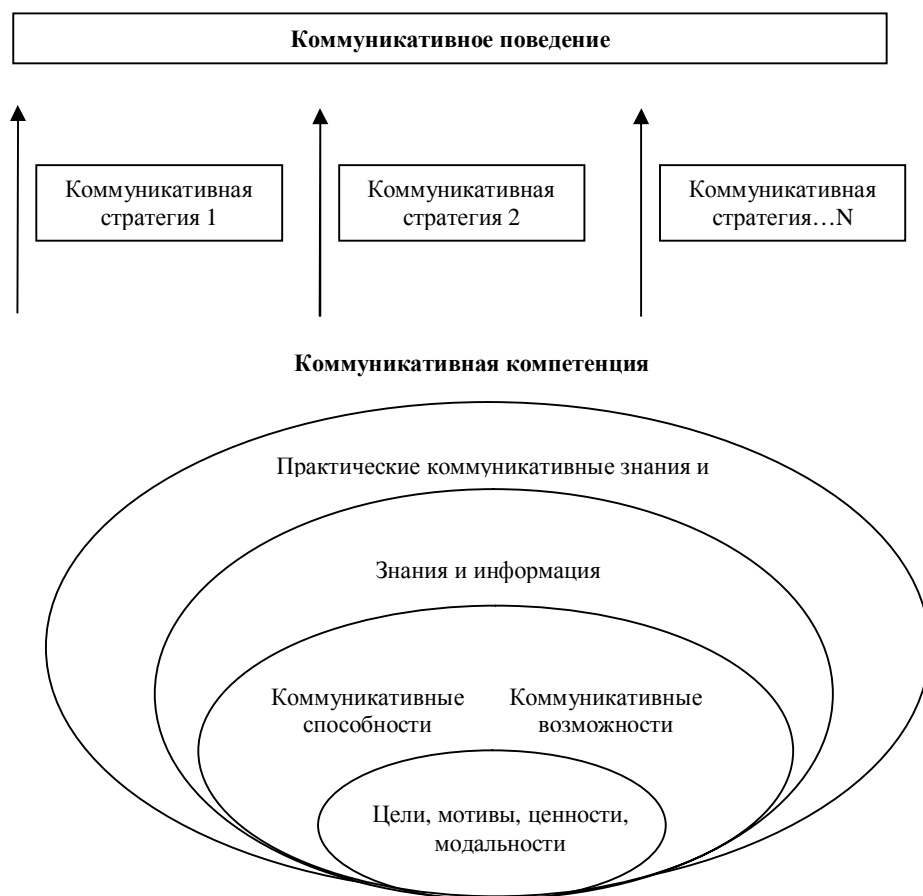 Коммуникативное поведение
Коммуникативная
стратегия 1
Коммуникативная
стратегия 2
Коммуникативная
стратегия…N
Коммуникативная компетенция
Практические коммуникативные знания и
Знания и информация
Коммуникативные
способности
Коммуникативные
возможности
Цели, мотивы, ценности,
модальности